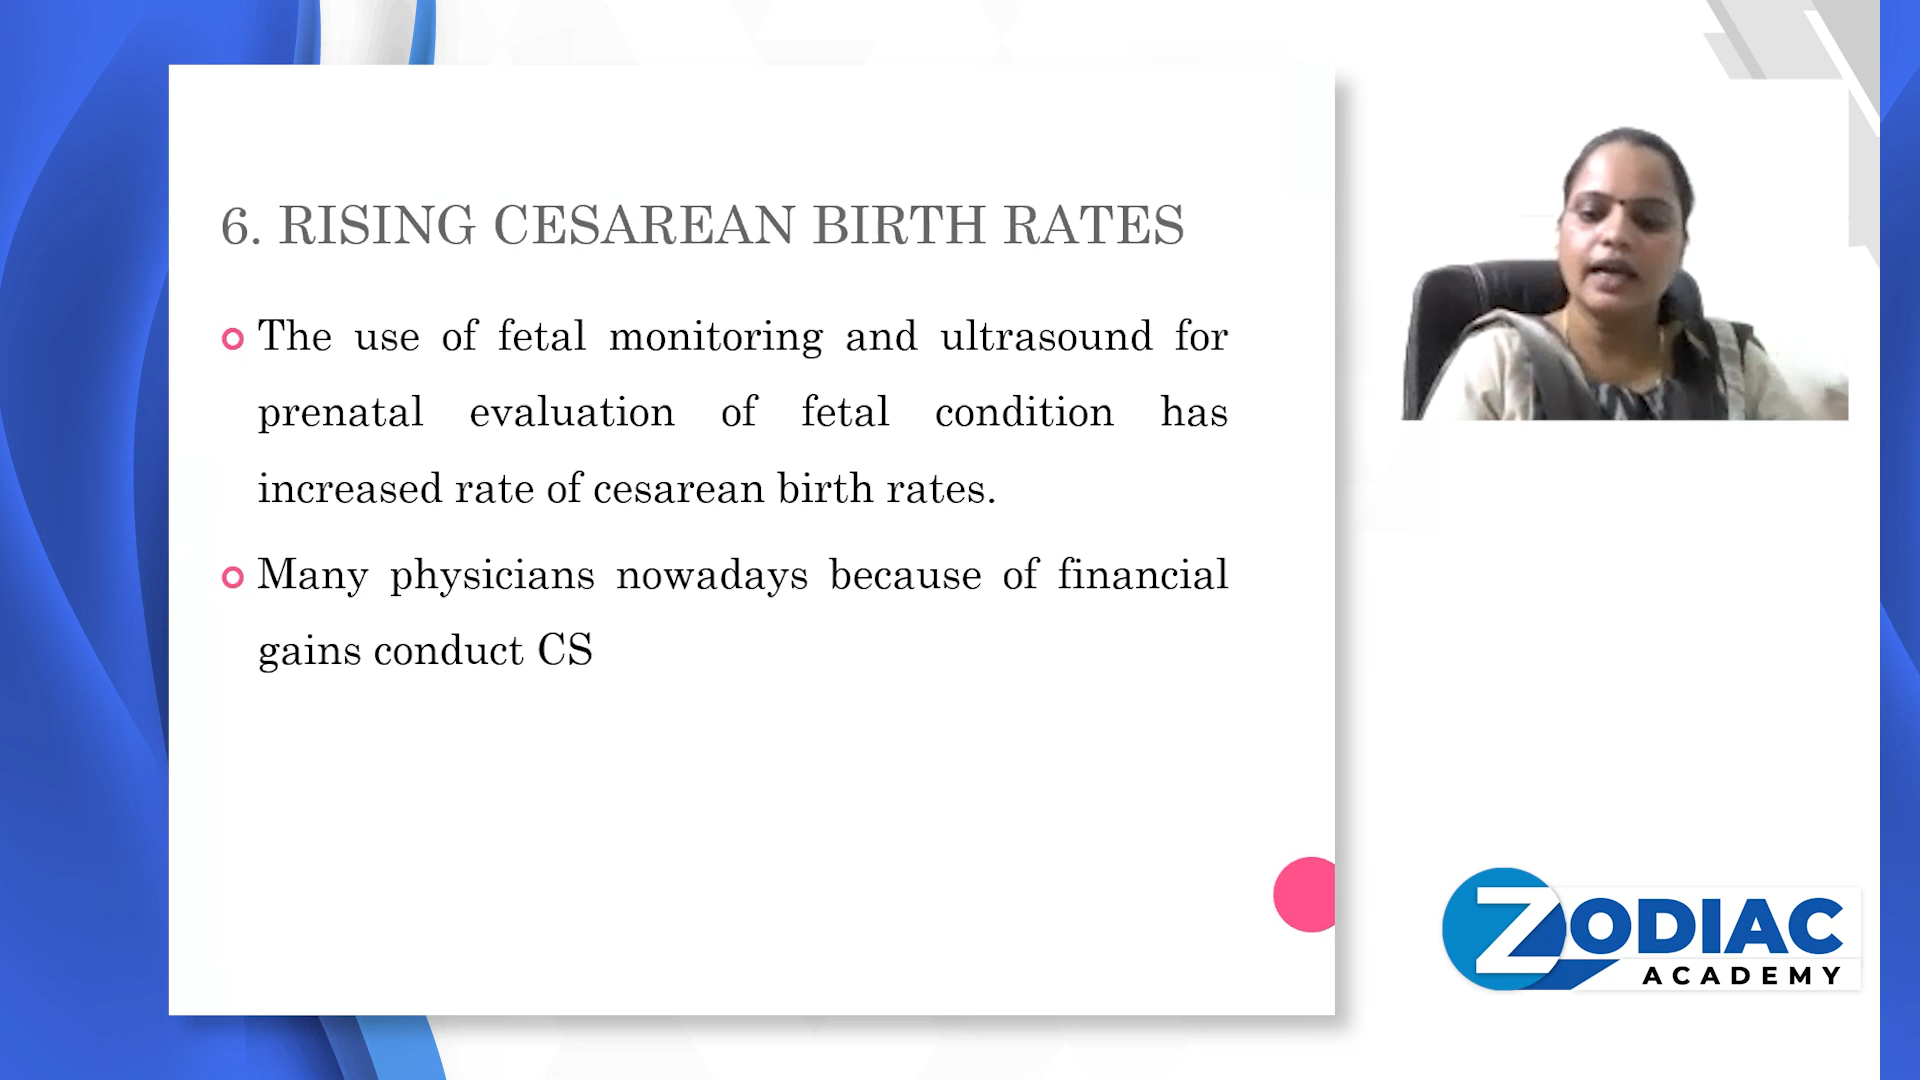 6. RISING CESAREAN BIRTH RATES
The use of fetal monitoring and ultrasound for
prenatal evaluation of fetal condition has
increased rate of cesarean birth rates.
Many physicians nowadays because of financial
gains conduct CS
ZODIAC
ACADEMY